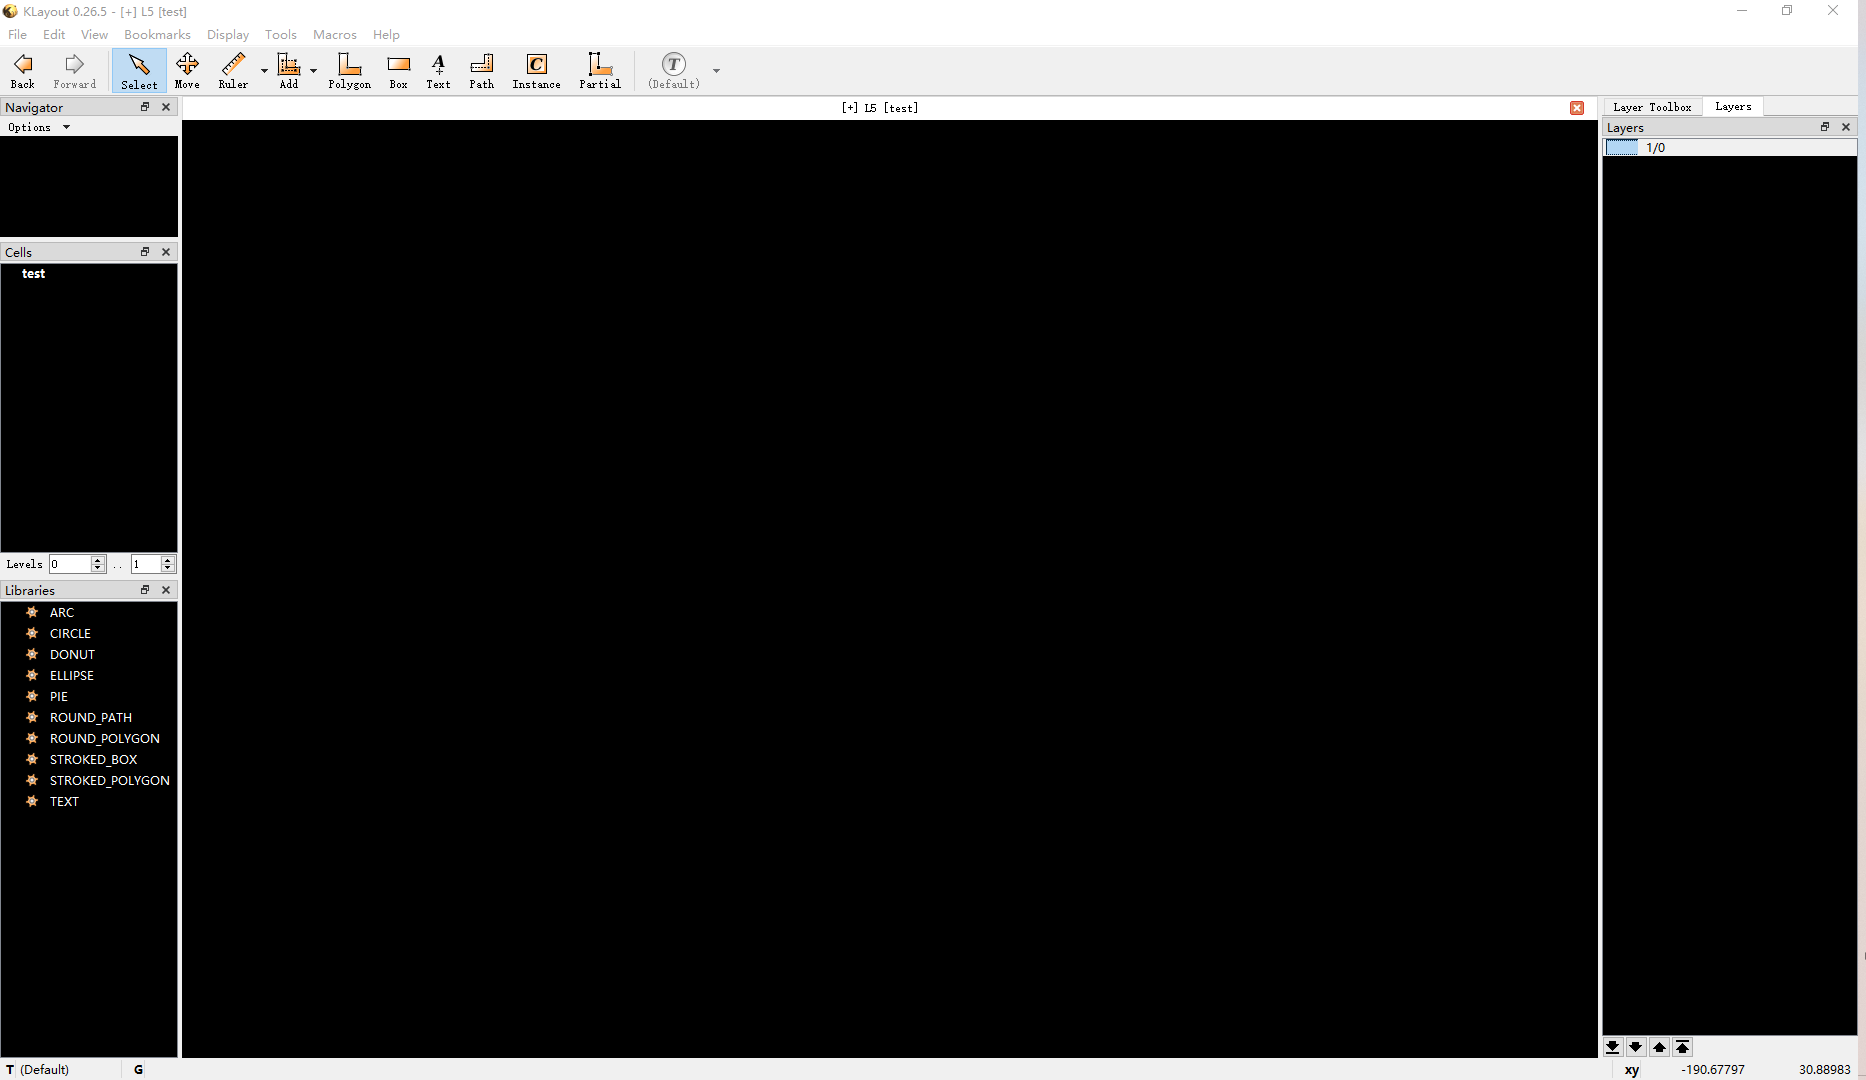 KLayout 0.26.5 - [+] L5 [test]
File Edit View Bookmarks Display Tools Macros Help
Back Forward Select Move Ruler Add Polygon Box Text Path Instance Partial (Default)
Navigator
Options
[+] L5 [test]
Layer Toolbox Layers
Layers
1/0
Cells
test
Levels 0 .. 1
Libraries
ARC
CIRCLE
DONUT
ELLIPSE
PIE
ROUND_PATH
ROUND_POLYGON
STROKED_BOX
STROKED_POLYGON
TEXT
T (Default) G xy -190.67797 30.88983